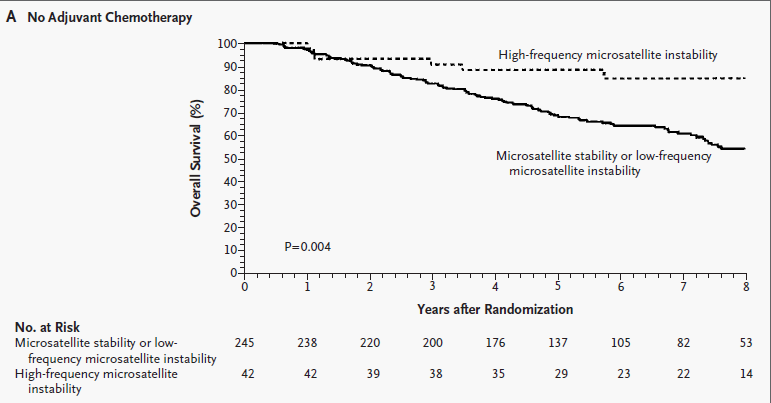 A No Adjuvant Chemotherapy
100
90
80
70
60
50
40
30
20
10
0
Overall Survival (%)
High-frequency microsatellite instability
Microsatellite stability or low-frequency
microsatellite instability
P=0.004
0 1 2 3 4 5 6 7 8
Years after Randomization
No. at Risk
Microsatellite stability or low-
frequency microsatellite instability
245 238 220 200 176 137 105 82 53
High-frequency microsatellite
instability
42 42 39 38 35 29 23 22 14